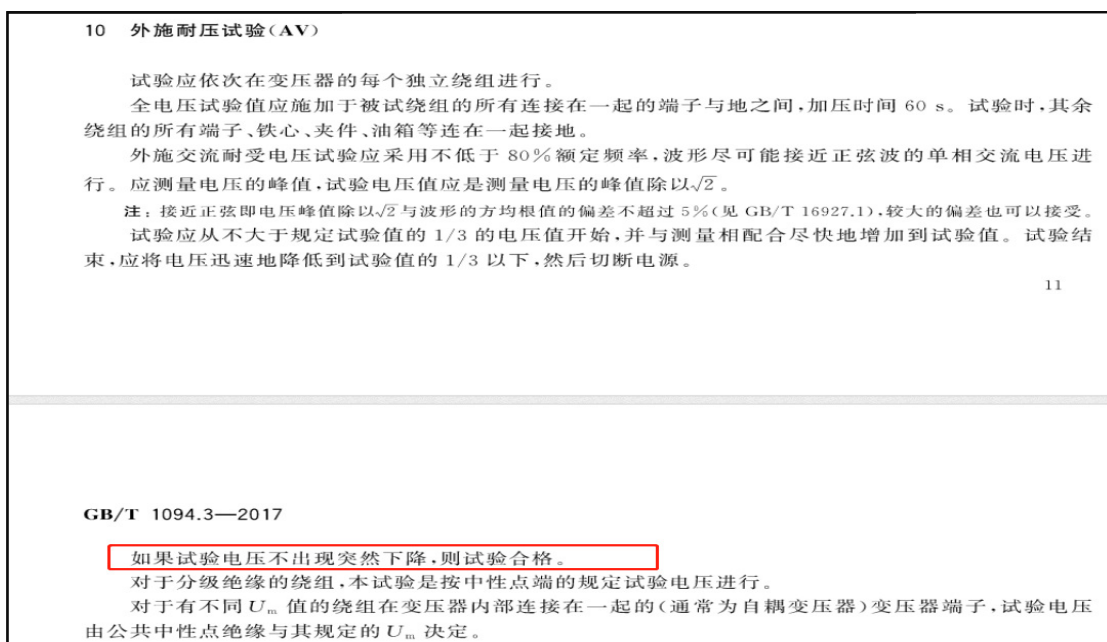 10 外施耐压试验(AV)
试验应依次在变压器的每个独立绕组进行。
全电压试验值应施加于被试绕组的所有连接在一起的端子与地之间,加压时间 60 s。试验时,其余
绕组的所有端子、铁心、夹件、油箱等连在一起接地。
外施交流耐受电压试验应采用不低于 80%额定频率,波形尽可能接近正弦波的单相交流电压进
行。应测量电压的峰值,试验电压值应是测量电压的峰值除以√2。
注:接近正弦即电压峰值除以√2与波形的方均根值的偏差不超过 5%(见 GB/T 16927.1),较大的偏差也可以接受。
试验应从不大于规定试验值的 1/3 的电压值开始,并与测量相配合尽快地增加到试验值。试验结
束,应将电压迅速地降低到试验值的 1/3 以下,然后切断电源。
11
GB/T 1094.3—2017
如果试验电压不出现突然下降,则试验合格。
对于分级绝缘的绕组,本试验是按中性点端的规定试验电压进行。
对于有不同 Um 值的绕组在变压器内部连接在一起的(通常为自耦变压器)变压器端子,试验电压
由公共中性点绝缘与其规定的 Um 决定。